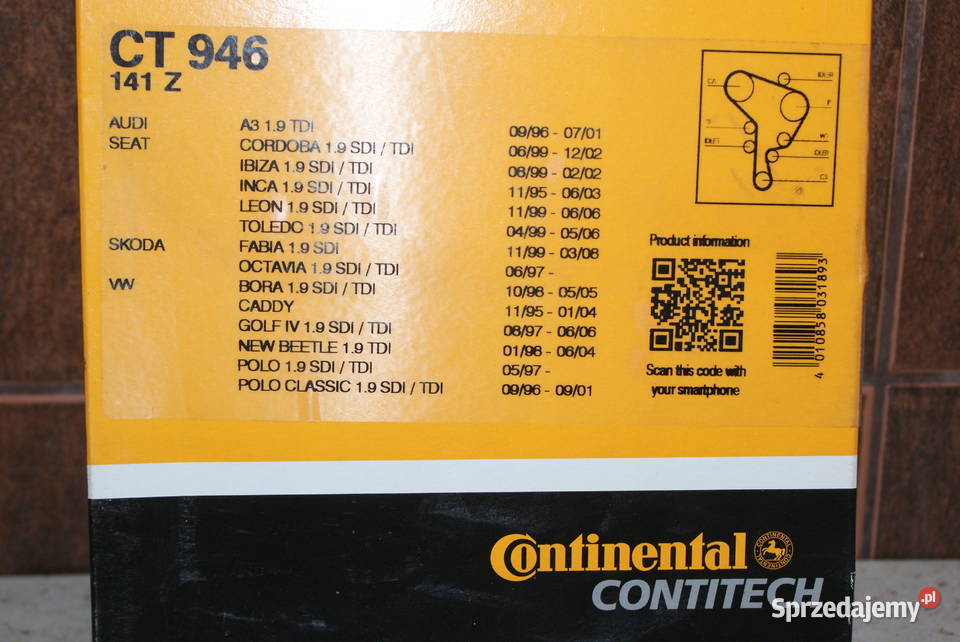 CT 946
141 Z
AUDI A3 1.9 TDI 09/96 - 07/01
SEAT CORDOBA 1.9 SDI / TDI 06/99 - 12/02
IBIZA 1.9 SDI / TDI 08/99 - 02/02
INCA 1.9 SDI / TDI 11/95 - 06/03
LEON 1.9 SDI / TDI 11/99 - 06/06
TOLEDO 1.9 SDI / TDI 04/99 - 05/06
SKODA FABIA 1.9 SDI 11/99 - 03/08
OCTAVIA 1.9 SDI / TDI 06/97 -
VW BORA 1.9 SDI / TDI 10/98 - 05/05
CADDY 11/95 - 01/04
GOLF IV 1.9 SDI / TDI 08/97 - 06/06
NEW BEETLE 1.9 TDI 01/98 - 06/04
POLO 1.9 SDI / TDI 05/97 -
POLO CLASSIC 1.9 SDI / TDI 09/96 - 09/01
IDLER
P
IDLER
Product information
Scan this code with
your smartphone
4 010858 031893
Continental
CONTITECH
Sprzedajemy.pl